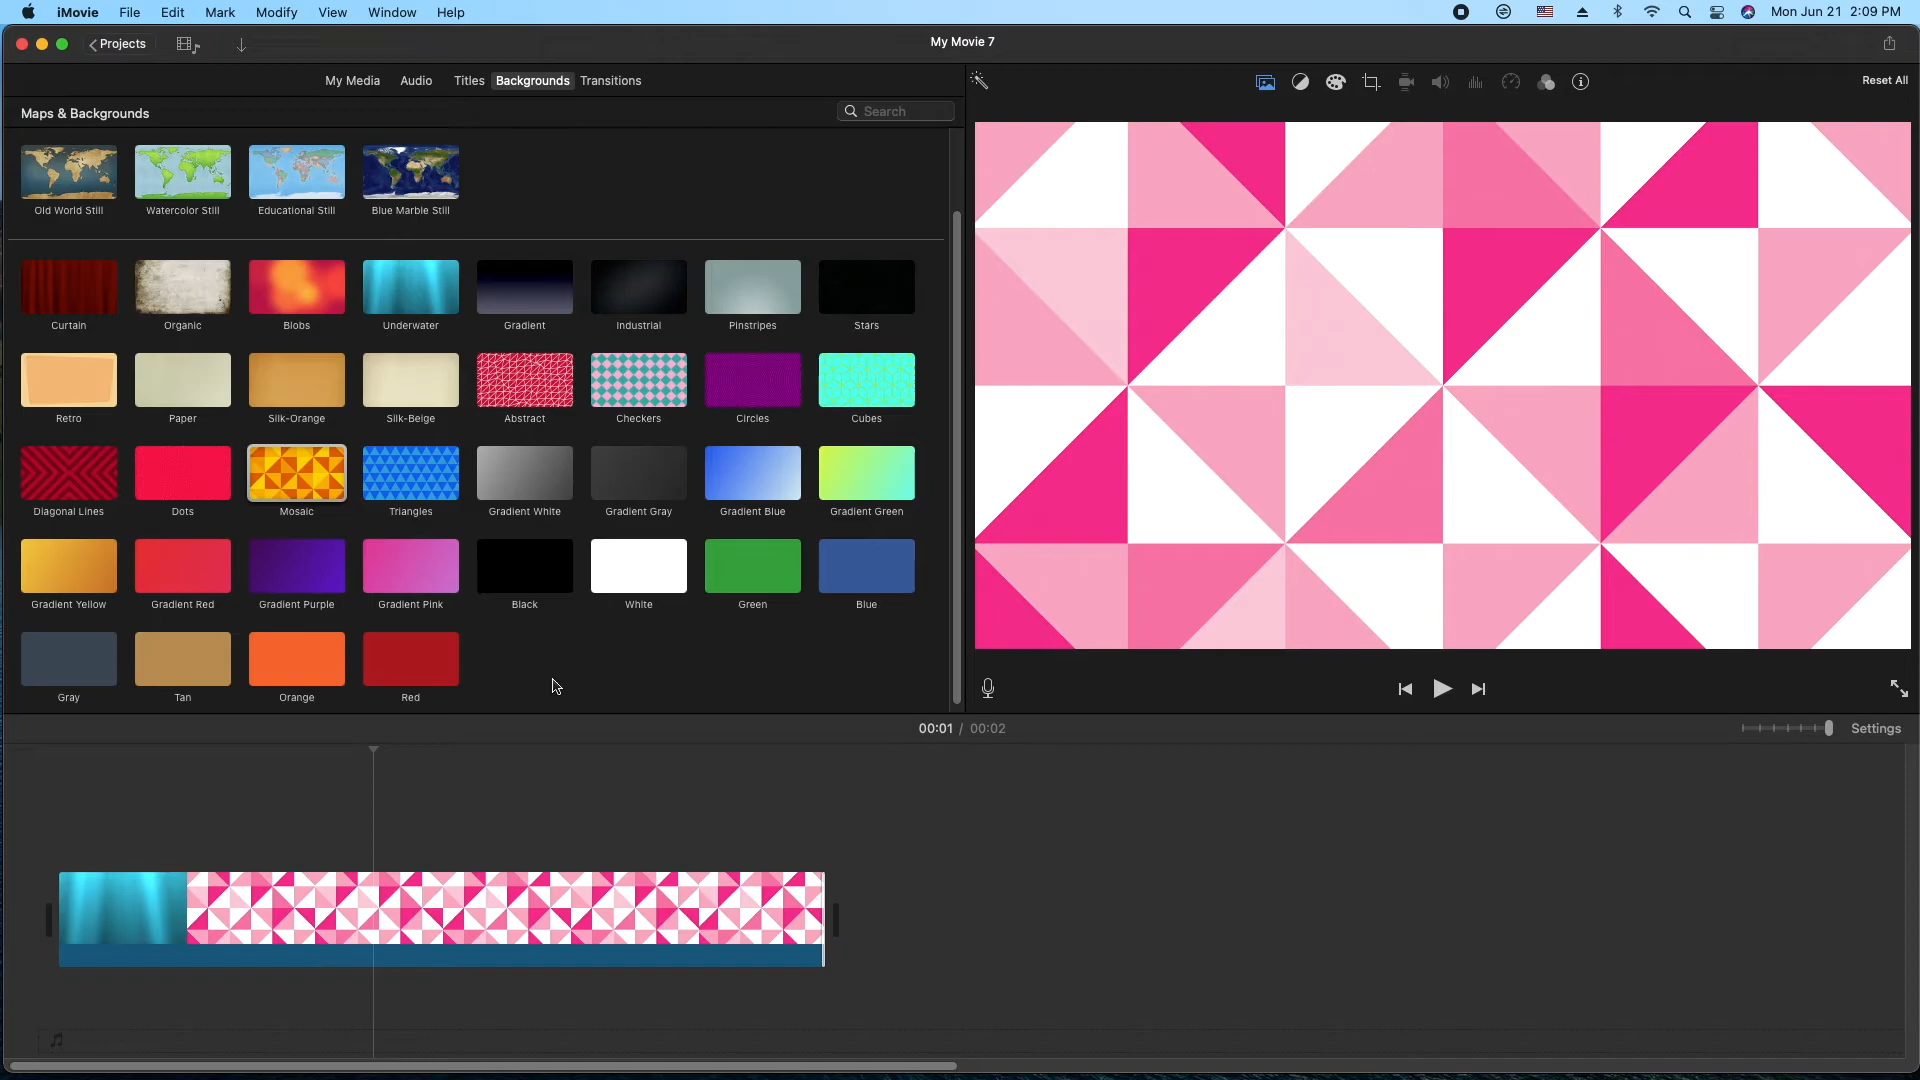 iMovie File Edit Mark Modify View Window Help Mon Jun 21 2:09 PM
Projects My Movie 7
My Media Audio Titles Backgrounds Transitions Reset All
Maps & Backgrounds Search
Old World Still Watercolor Still Educational Still Blue Marble Still
Curtain Organic Blobs Underwater Gradient Industrial Pinstripes Stars
Retro Paper Silk-Orange Silk-Beige Abstract Checkers Circles Cubes
Diagonal Lines Dots Mosaic Triangles Gradient White Gradient Gray Gradient Blue Gradient Green
Gradient Yellow Gradient Red Gradient Purple Gradient Pink Black White Green Blue
Gray Tan Orange Red
00:01 / 00:02 Settings